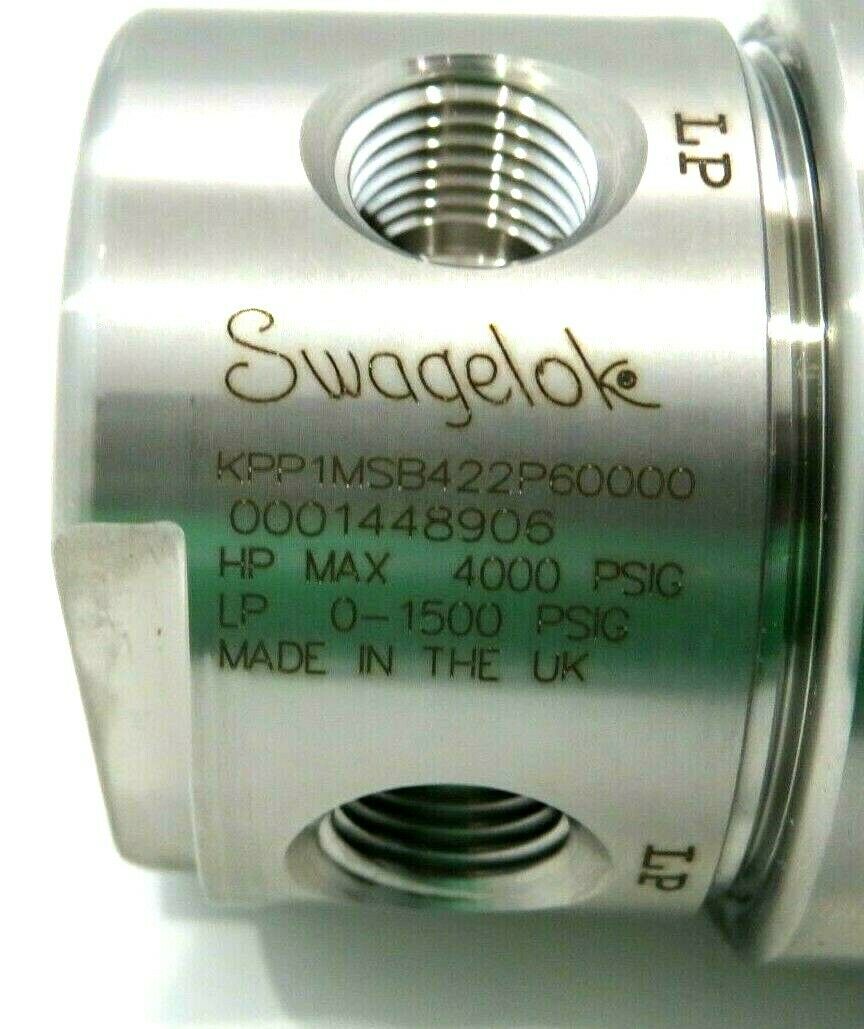 LP
Swagelok
KPP1MSB422P60000
0001448906
HP MAX 4000 PSIG
LP 0-1500 PSIG
MADE IN THE UK
LP